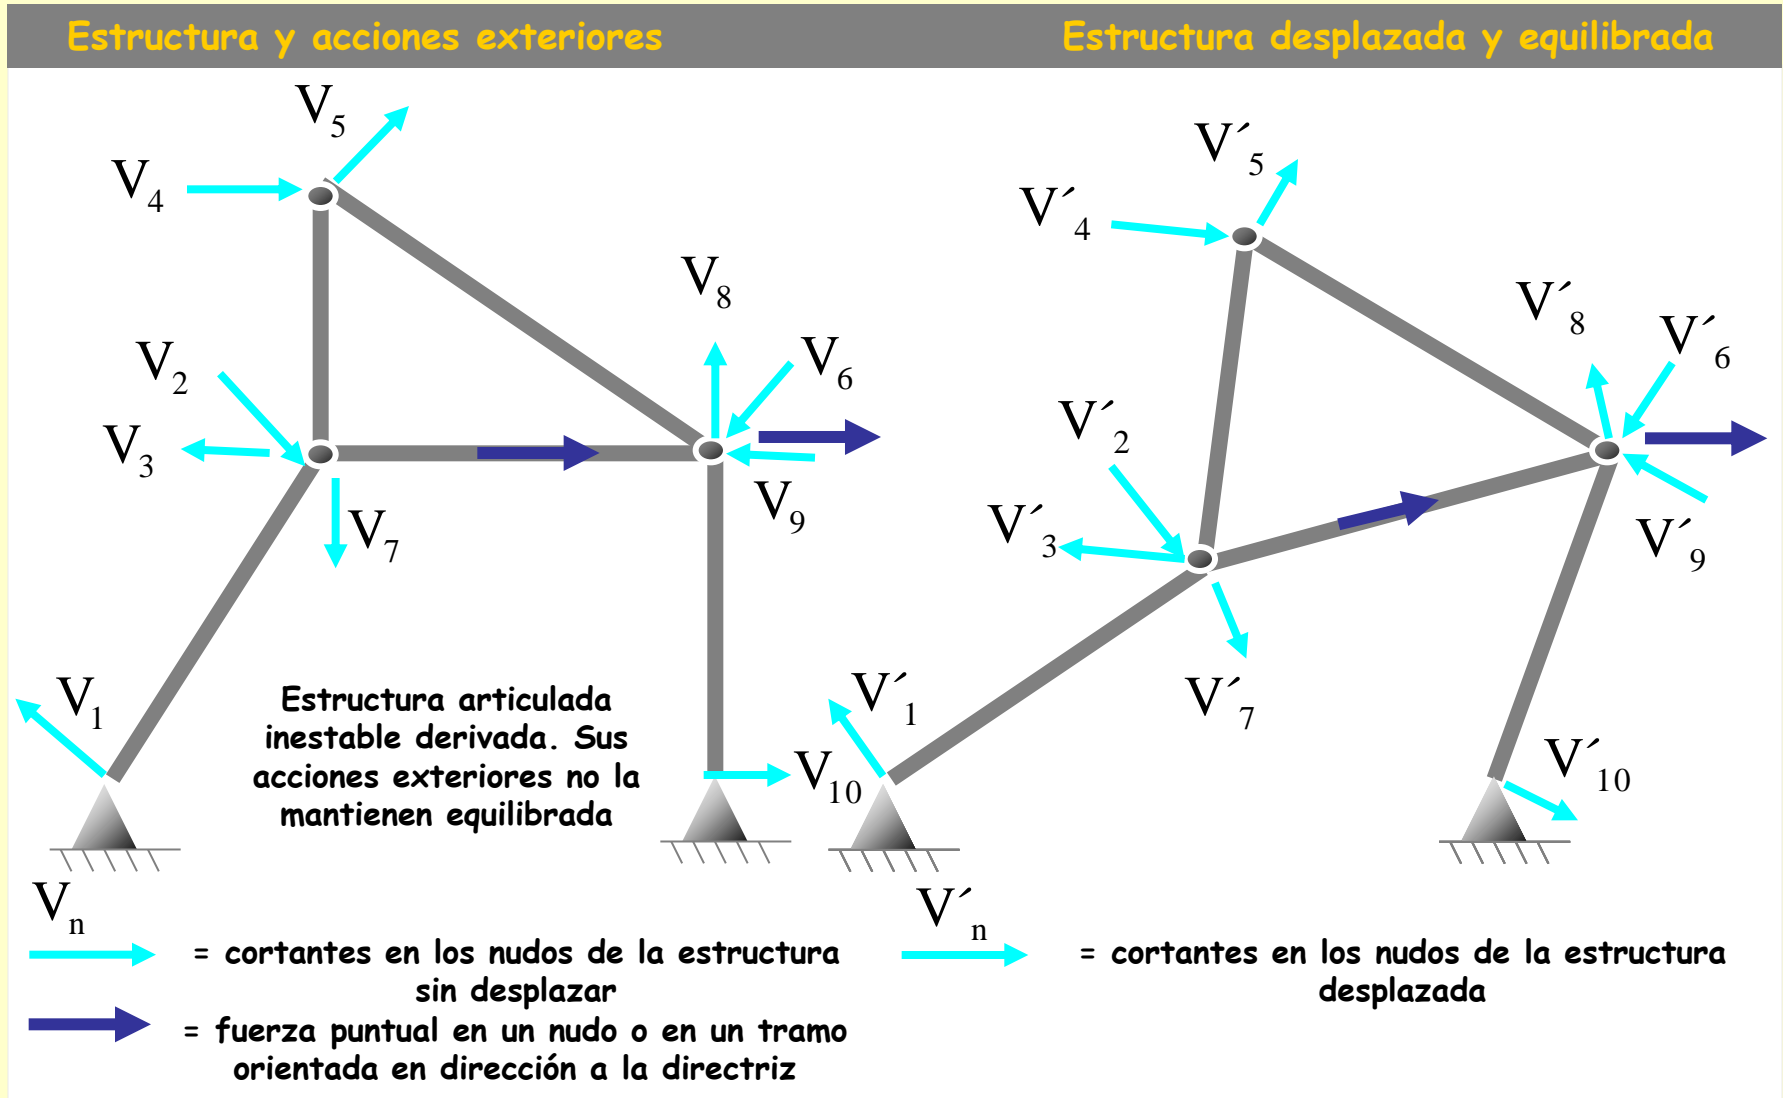 Estructura y acciones exteriores
Estructura desplazada y equilibrada
V5
V4
V8
V2
V6
V3
V9
V7
V1
Estructura articulada
inestable derivada. Sus
acciones exteriores no la
mantienen equilibrada
V10
V´5
V´4
V´8
V´6
V´2
V´3
V´9
V´7
V´1
V´10
Vn
= cortantes en los nudos de la estructura
sin desplazar
= fuerza puntual en un nudo o en un tramo
orientada en dirección a la directriz
V´n
= cortantes en los nudos de la estructura
desplazada